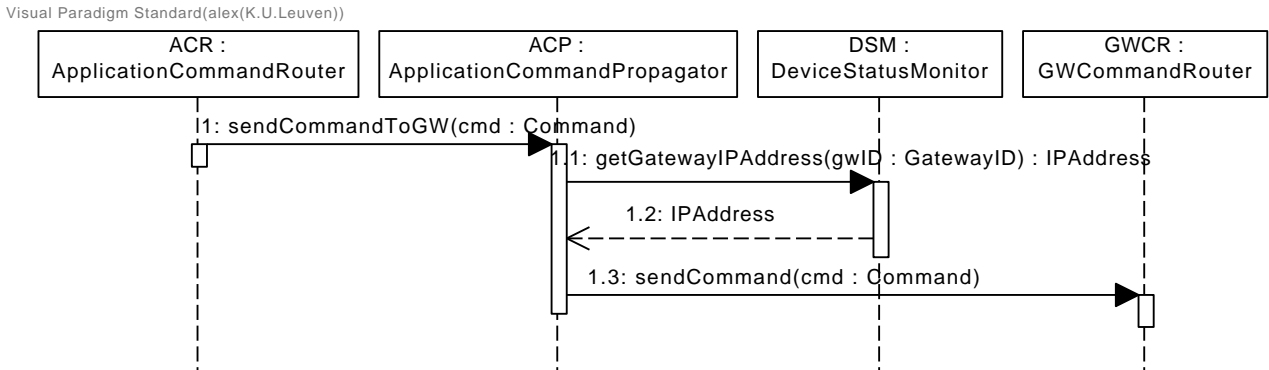 Visual Paradigm Standard(alex(K.U.Leuven))
ACR :
ApplicationCommandRouter
ACP :
ApplicationCommandPropagator
DSM :
DeviceStatusMonitor
GWCR :
GWCommandRouter
1: sendCommandToGW(cmd : Command)
1.1: getGatewayIPAddress(gwID : GatewayID) : IPAddress
1.2: IPAddress
1.3: sendCommand(cmd : Command)